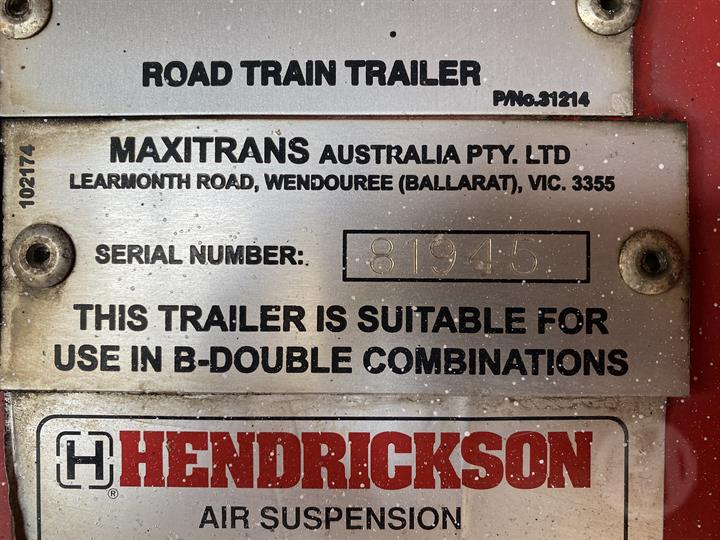 ROAD TRAIN TRAILER
P/No.31214
102174
MAXITRANS AUSTRALIA PTY. LTD
LEARMONTH ROAD, WENDOUREE (BALLARAT), VIC. 3355
SERIAL NUMBER: 81945
THIS TRAILER IS SUITABLE FOR
USE IN B-DOUBLE COMBINATIONS
H HENDRICKSON
®
AIR SUSPENSION